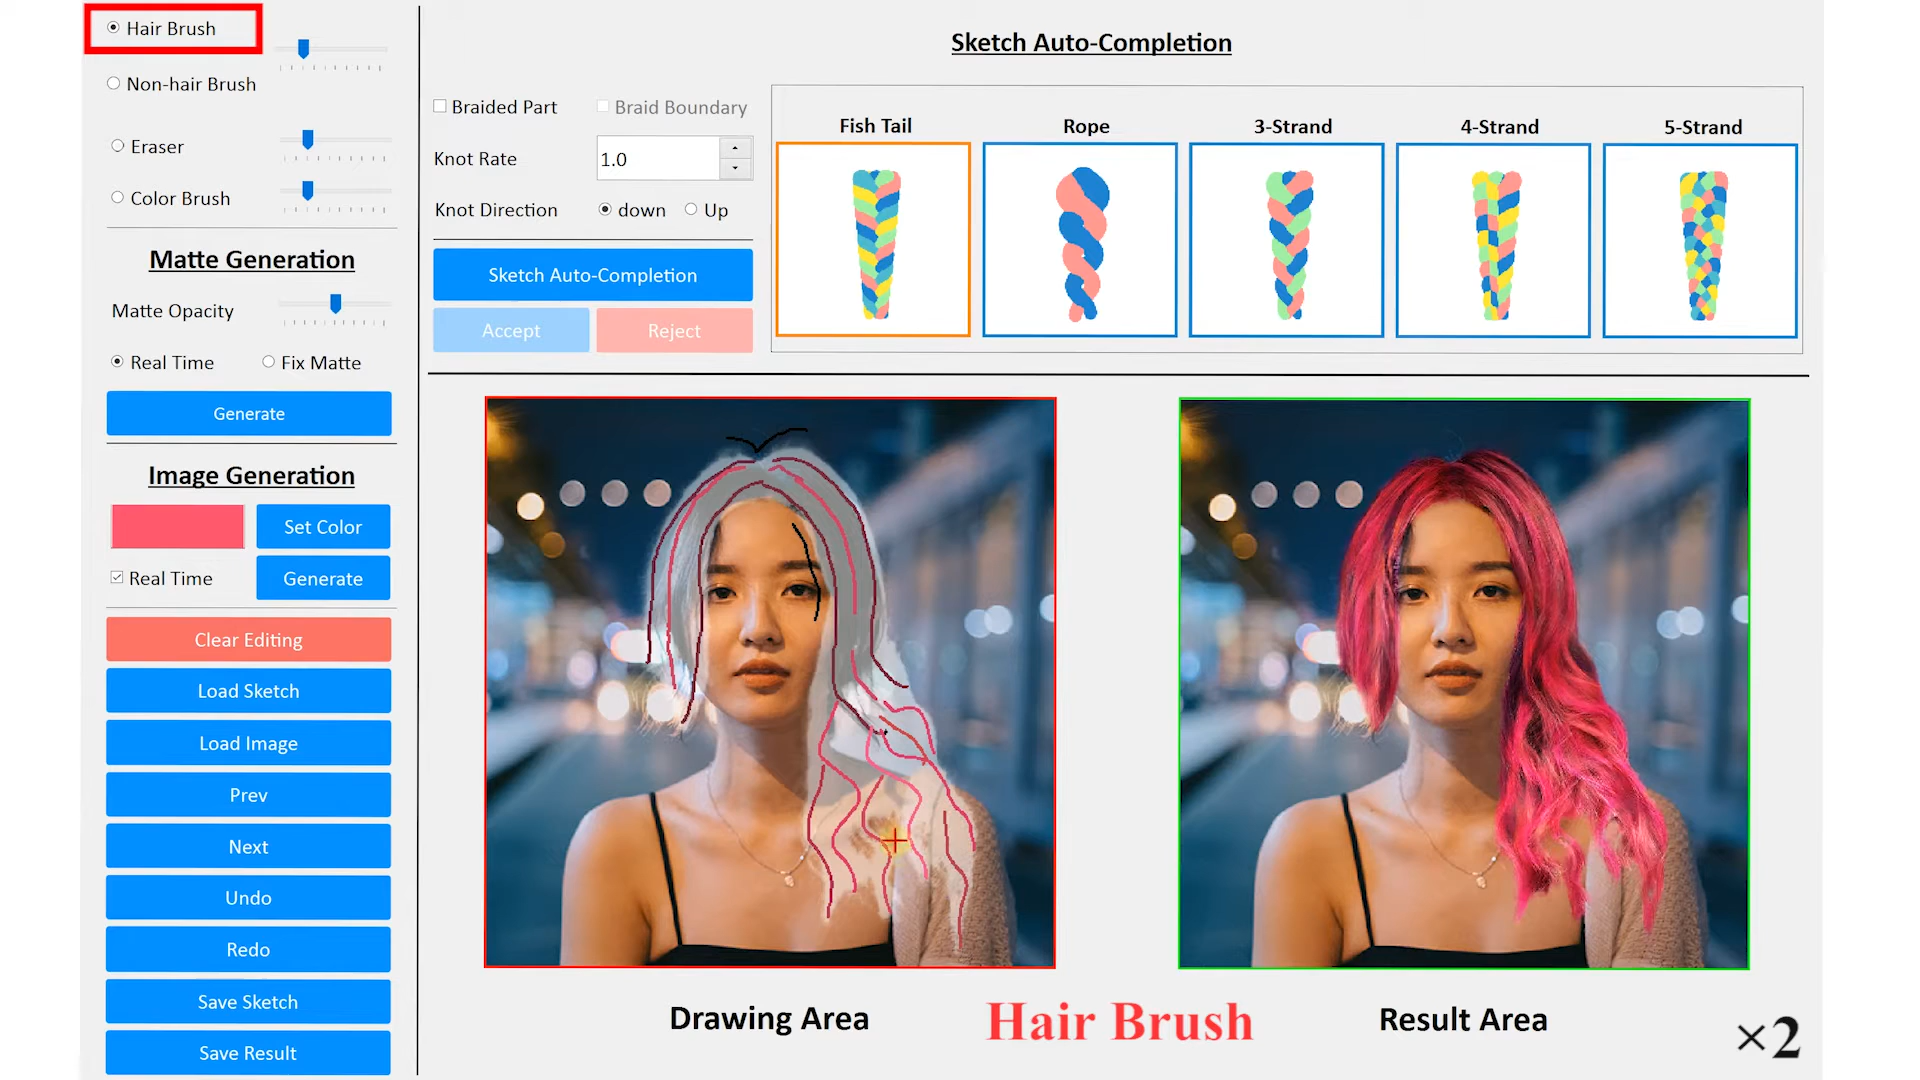 Hair Brush
Non-hair Brush
Eraser
Color Brush
Matte Generation
Matte Opacity
Real Time
Fix Matte
Generate
Image Generation
Set Color
Real Time
Generate
Clear Editing
Load Sketch
Load Image
Prev
Next
Undo
Redo
Save Sketch
Save Result
Sketch Auto-Completion
Braided Part
Braid Boundary
Knot Rate
1.0
Knot Direction
down
Up
Sketch Auto-Completion
Accept
Reject
Fish Tail
Rope
3-Strand
4-Strand
5-Strand
Drawing Area
Hair Brush
Result Area
×2